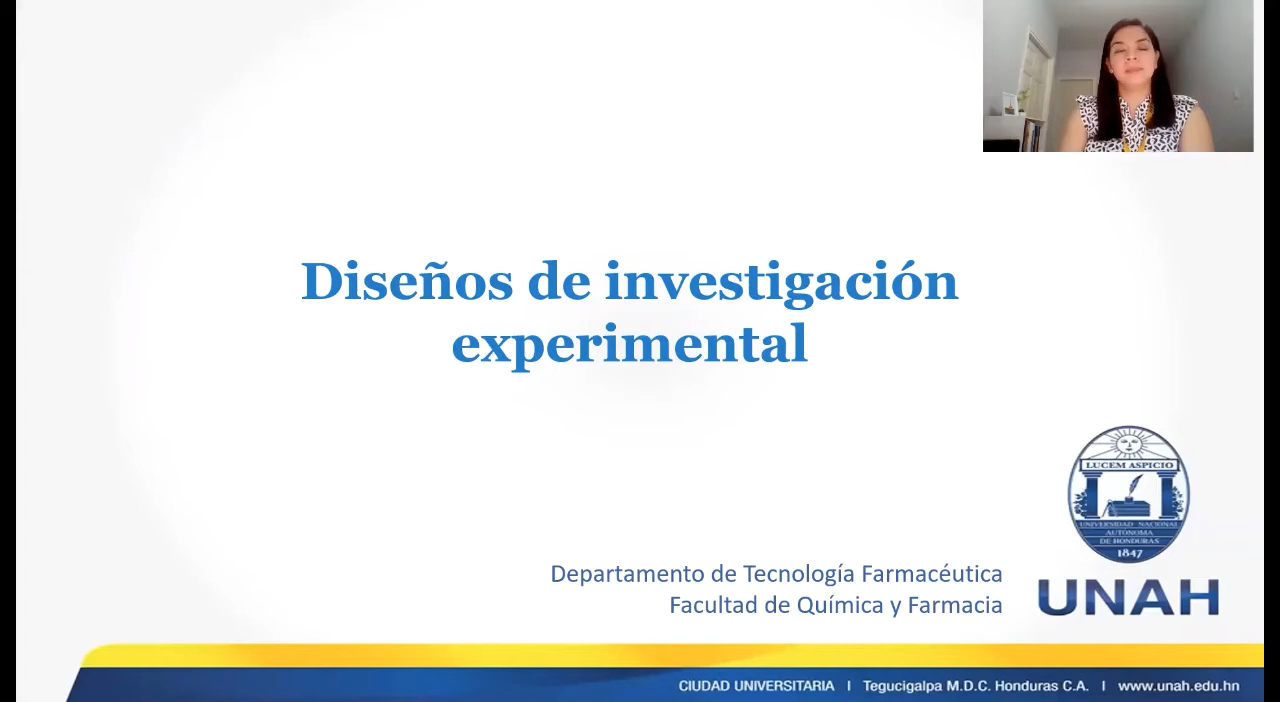 Diseños de investigación
experimental
LUCEM ASPICIO
UNIVERSIDAD NACIONAL
AUTONOMA
DE HONDURAS
1847
UNAH
Departamento de Tecnología Farmacéutica
Facultad de Química y Farmacia
CIUDAD UNIVERSITARIA I Tegucigalpa M.D.C. Honduras C.A. I www.unah.edu.hn